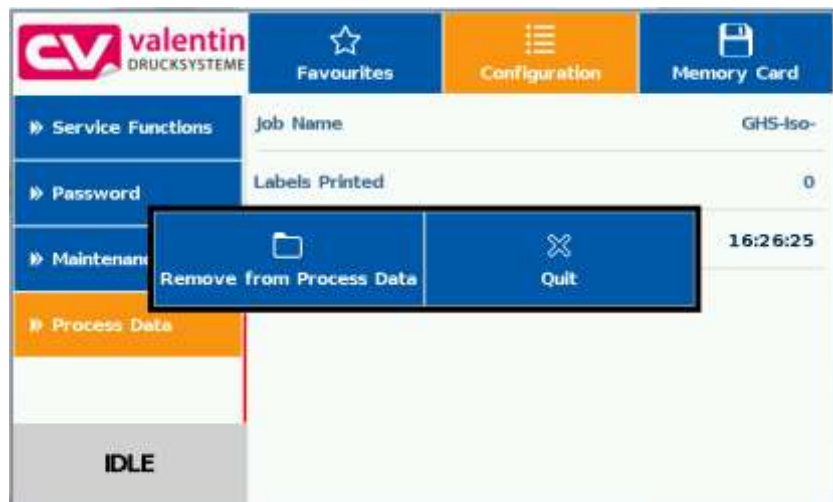 CV valentin
DRUCKSYSTEME
Favourites
Configuration
Memory Card
Service Functions
Job Name
GHS-Iso-
Password
Labels Printed
0
16:26:25
Remove from Process Data
Quit
Process Data
IDLE